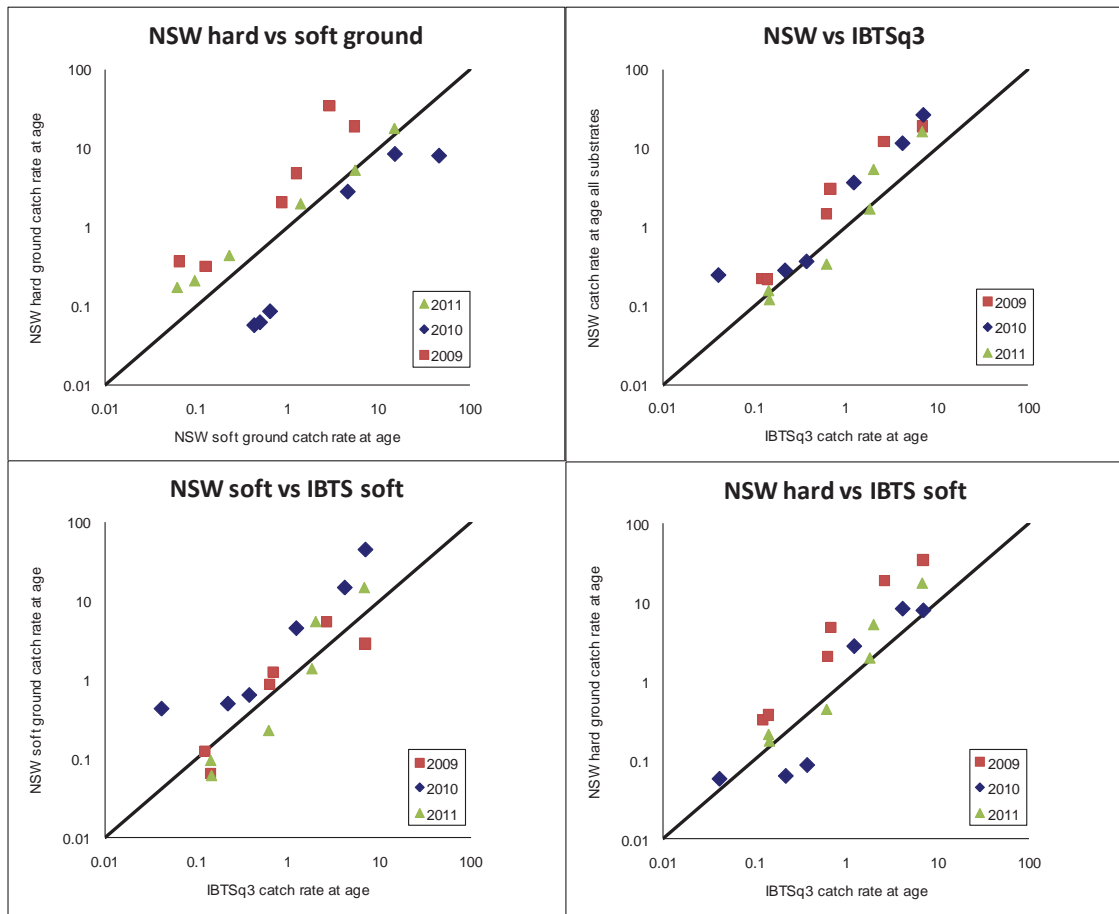 NSW hard vs soft ground
NSW hard ground catch rate at age
100
10
1
0.1
0.01
2011
2010
2009
0.01 0.1 1 10 100
NSW soft ground catch rate at age
NSW vs IBTSq3
NSW catch rate at age all substrates
100
10
1
0.1
0.01
2009
2010
2011
0.01 0.1 1 10 100
IBTSq3 catch rate at age
NSW soft vs IBTS soft
NSW soft ground catch rate at age
100
10
1
0.1
0.01
2009
2010
2011
0.01 0.1 1 10 100
IBTSq3 catch rate at age
NSW hard vs IBTS soft
NSW hard ground catch rate at age
100
10
1
0.1
0.01
2009
2010
2011
0.01 0.1 1 10 100
IBTSq3 catch rate at age